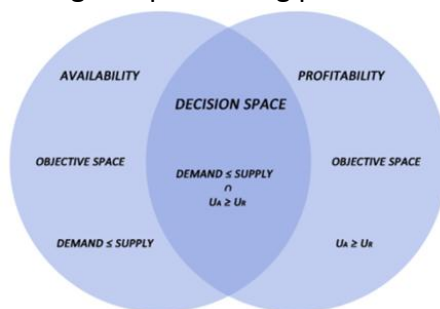 AVAILABILITY
PROFITABILITY
DECISION SPACE
OBJECTIVE SPACE
OBJECTIVE SPACE
DEMAND ≤ SUPPLY
∩
UA ≥ UR
DEMAND ≤ SUPPLY
UA ≥ UR